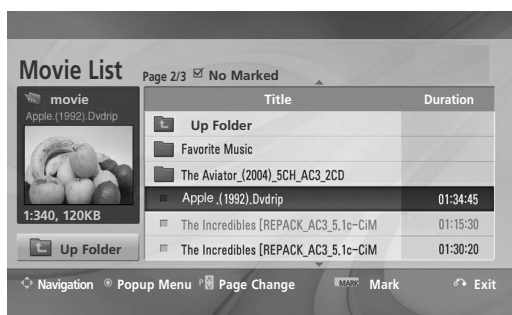 Movie List Page 2/3 No Marked
movie
Apple.(1992).Dvdrip
1:340, 120KB
Up Folder
Title Duration
Up Folder
Favorite Music
The Aviator_(2004)_5CH_AC3_2CD
Apple .(1992).Dvdrip 01:34:45
The Incredibles [REPACK_AC3_5.1c-CiM 01:15:30
The Incredibles [REPACK_AC3_5.1c-CiM 01:30:20
Navigation Popup Menu P Page Change MARK Mark Exit